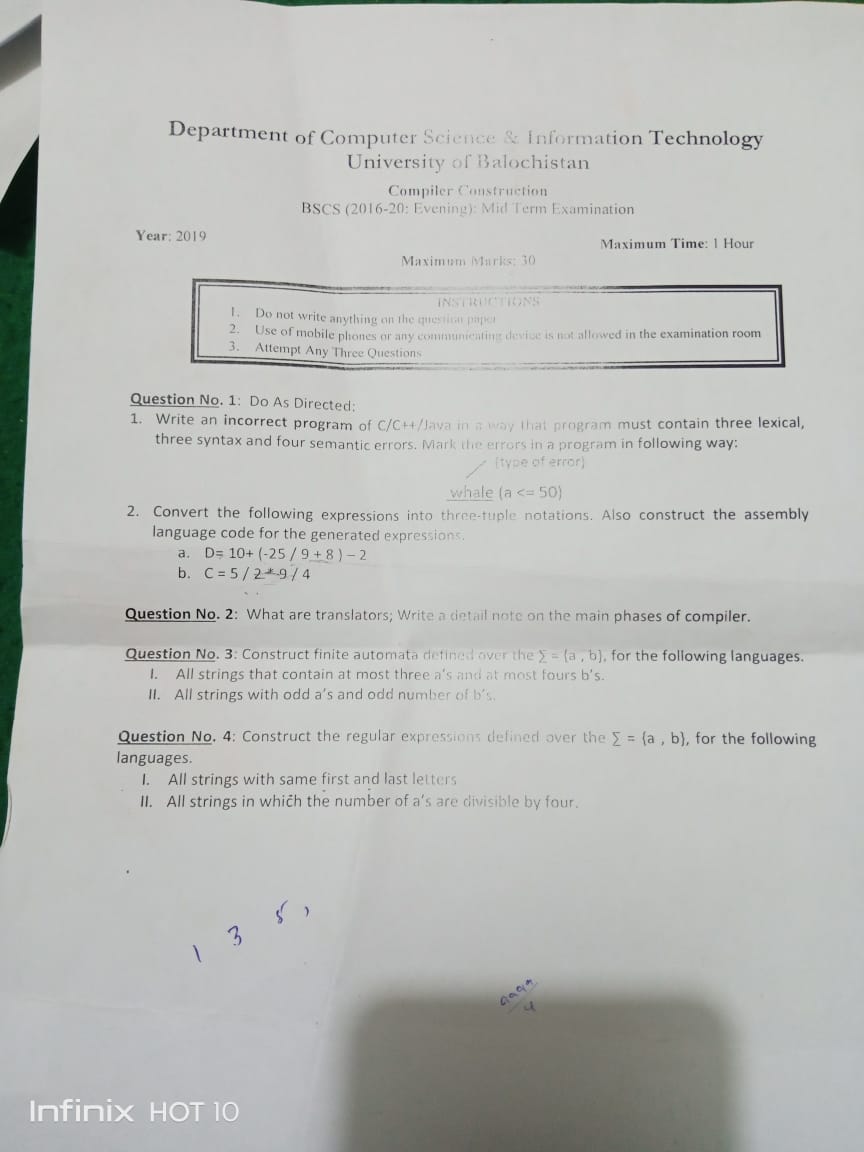 Department of Computer Science & Information Technology
University of Balochistan
Compiler Construction
BSCS (2016-20: Evening): Mid Term Examination
Year: 2019
Maximum Time: 1 Hour
Maximum Marks: 30
INSTRUCTIONS
1. Do not write anything on the question paper
2. Use of mobile phones or any communicating device is not allowed in the examination room
3. Attempt Any Three Questions
Question No. 1: Do As Directed:
1. Write an incorrect program of C/C++/Java in a way that program must contain three lexical,
three syntax and four semantic errors. Mark the errors in a program in following way:
(type of error)
whale (a <= 50)
2. Convert the following expressions into three-tuple notations. Also construct the assembly
language code for the generated expressions.
a. D= 10+ (-25 / 9 + 8 ) – 2
b. C = 5 / 2 * 9 / 4
Question No. 2: What are translators; Write a detail note on the main phases of compiler.
Question No. 3: Construct finite automata defined over the ∑ = {a , b}, for the following languages.
I. All strings that contain at most three a's and at most fours b's.
II. All strings with odd a's and odd number of b's.
Question No. 4: Construct the regular expressions defined over the ∑ = {a , b}, for the following
languages.
I. All strings with same first and last letters
II. All strings in which the number of a's are divisible by four.
1 3 5,
aaaa
4
Infinix HOT 10